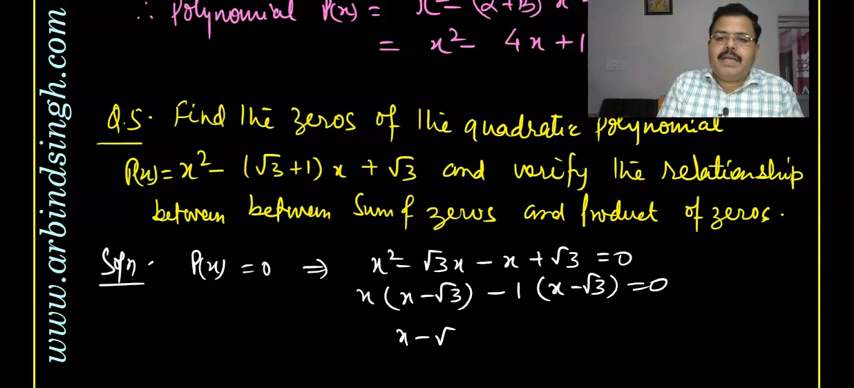 ∴ Polynomial P(x) = x² - (α+β) x
= x² - 4x + 1
Q.5. Find the zeros of the quadratic polynomial
P(x) = x² - (√3+1) x + √3 and verify the relationship
between between sum of zeros and product of zeros.
Solⁿ. P(x) = 0 ⇒ x² - √3x - x + √3 = 0
x (x - √3) - 1 (x - √3) = 0
x - √
www.arbindsingh.com